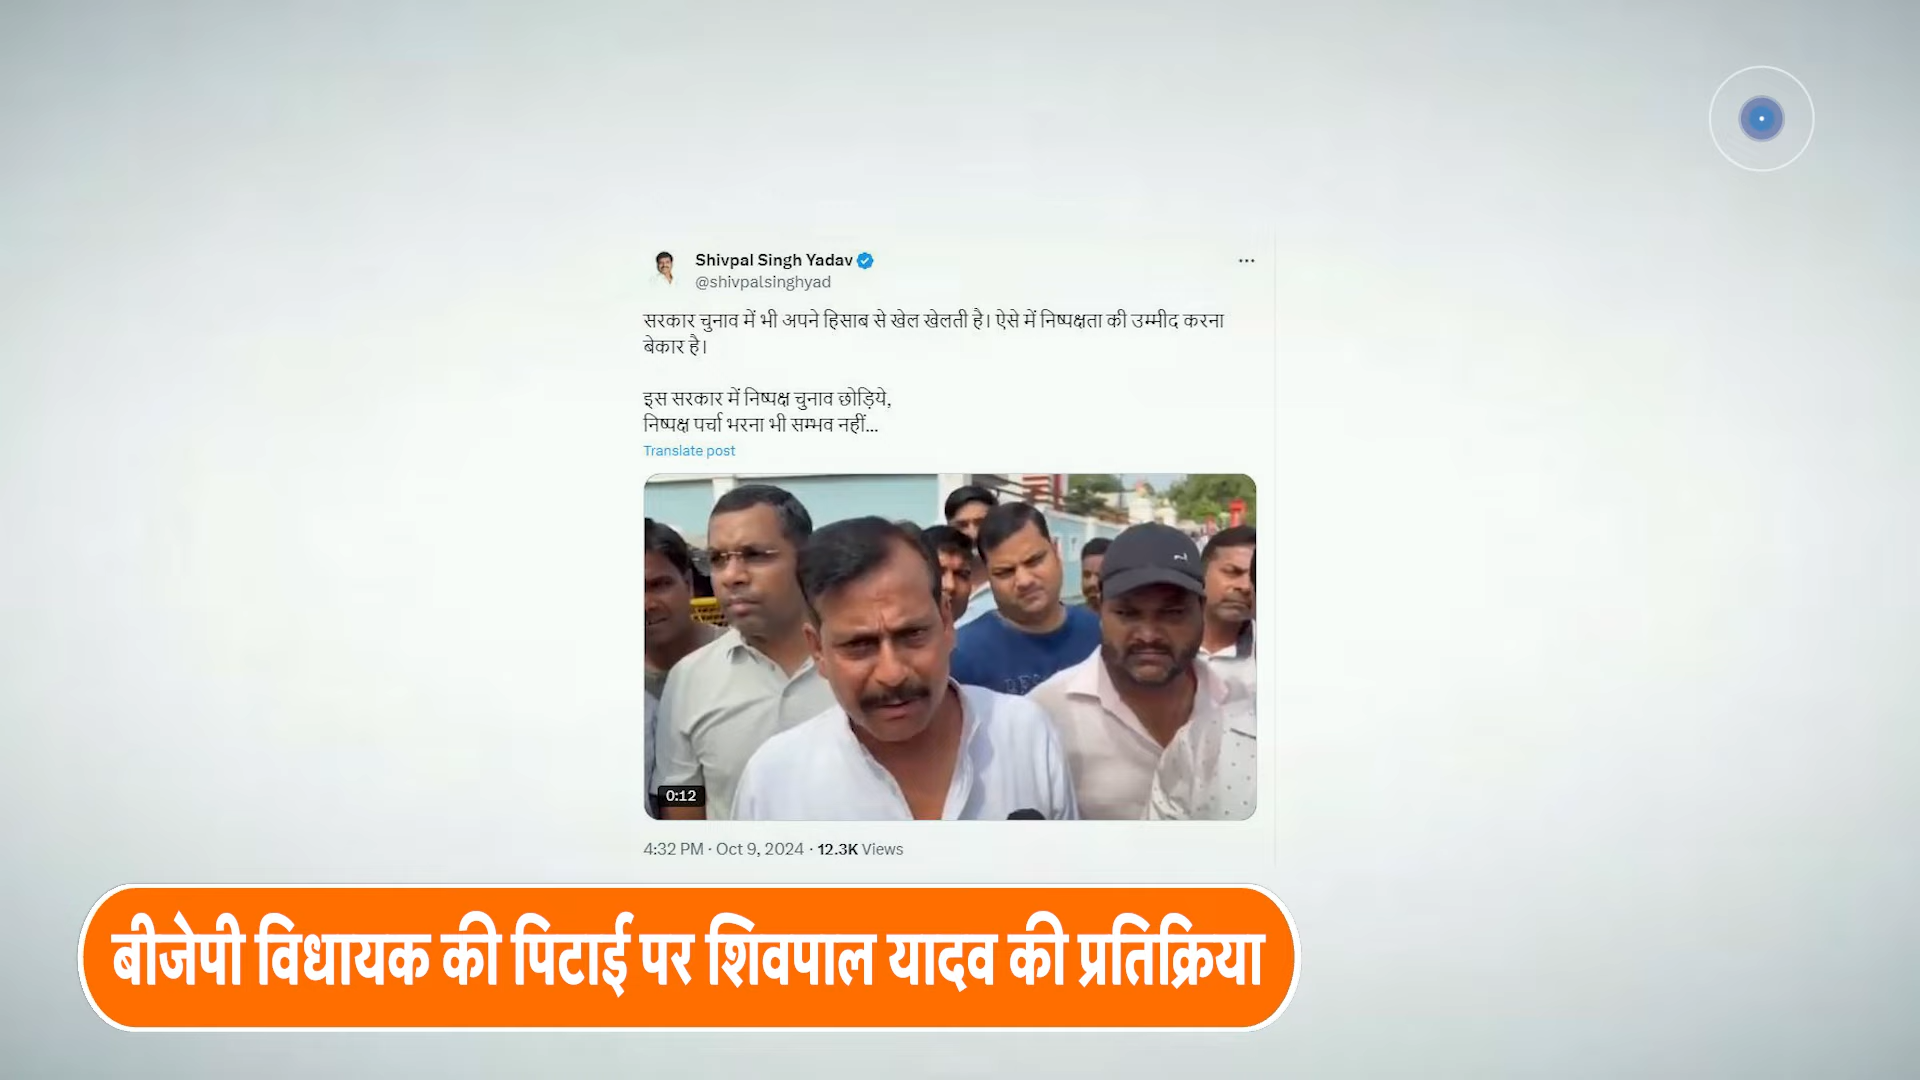 Shivpal Singh Yadav
@shivpalsinghyad
सरकार चुनाव में भी अपने हिसाब से खेल खेलती है। ऐसे में निष्पक्षता की उम्मीद करना
बेकार है।
इस सरकार में निष्पक्ष चुनाव छोड़िये,
निष्पक्ष पर्चा भरना भी सम्भव नहीं...
Translate post
0:12
4:32 PM · Oct 9, 2024 · 12.3K Views
बीजेपी विधायक की पिटाई पर शिवपाल यादव की प्रतिक्रिया